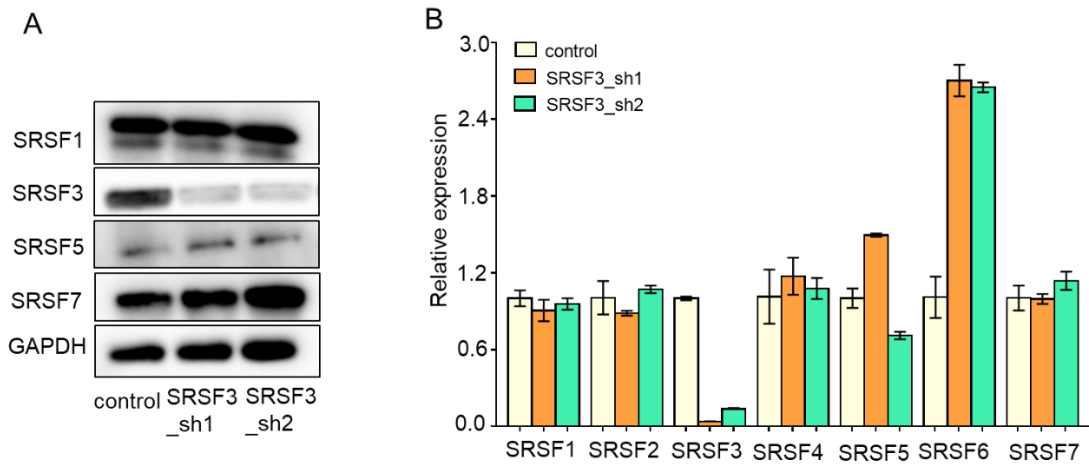 A
SRSF1
SRSF3
SRSF5
SRSF7
GAPDH
control SRSF3 SRSF3
_sh1 _sh2
B
3.0
2.4
1.8
1.2
0.6
0.0
Relative expression
control
SRSF3_sh1
SRSF3_sh2
SRSF1 SRSF2 SRSF3 SRSF4 SRSF5 SRSF6 SRSF7